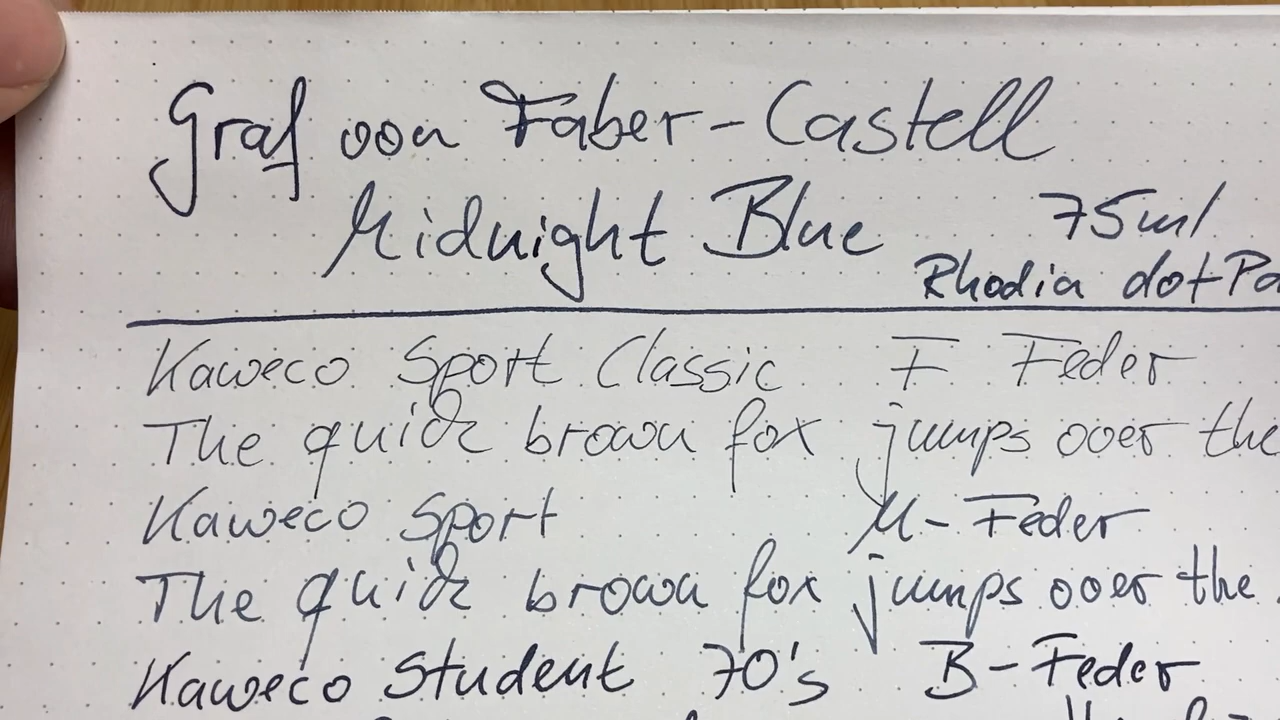 Graf von Faber-Castell
Midnight Blue 75ml
Rhodia dot
Kaweco Sport Classic F Feder
The quick brown fox jumps over the
Kaweco Sport M-Feder
The quick brown fox jumps over the
Kaweco Student 70's B-Feder